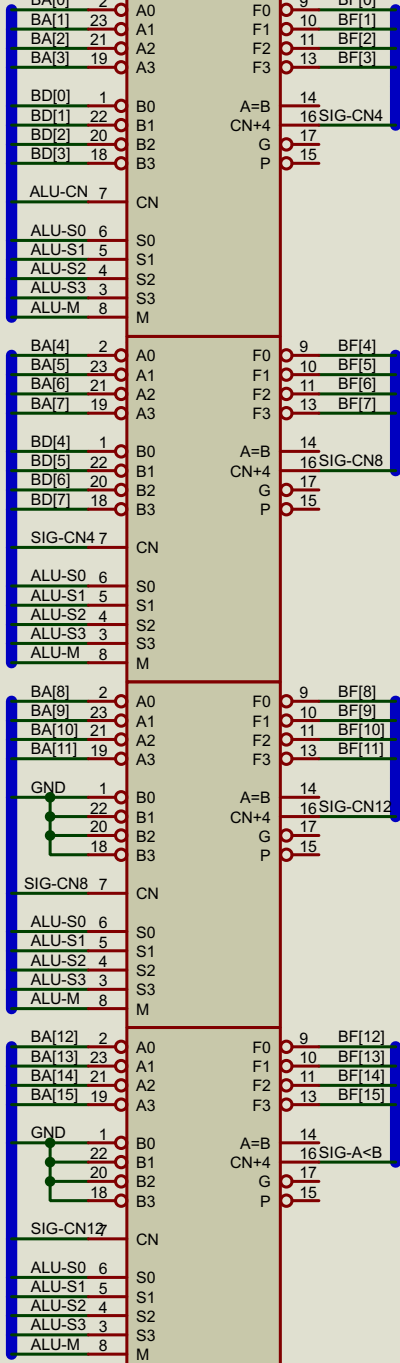 BA[0] 2 A0 F0 9 BF[0]
BA[1] 23 A1 F1 10 BF[1]
BA[2] 21 A2 F2 11 BF[2]
BA[3] 19 A3 F3 13 BF[3]
BD[0] 1 B0 A=B 14
BD[1] 22 B1 CN+4 16 SIG-CN4
BD[2] 20 B2 G 17
BD[3] 18 B3 P 15
ALU-CN 7 CN
ALU-S0 6 S0
ALU-S1 5 S1
ALU-S2 4 S2
ALU-S3 3 S3
ALU-M 8 M
BA[4] 2 A0 F0 9 BF[4]
BA[5] 23 A1 F1 10 BF[5]
BA[6] 21 A2 F2 11 BF[6]
BA[7] 19 A3 F3 13 BF[7]
BD[4] 1 B0 A=B 14
BD[5] 22 B1 CN+4 16 SIG-CN8
BD[6] 20 B2 G 17
BD[7] 18 B3 P 15
SIG-CN4 7 CN
ALU-S0 6 S0
ALU-S1 5 S1
ALU-S2 4 S2
ALU-S3 3 S3
ALU-M 8 M
BA[8] 2 A0 F0 9 BF[8]
BA[9] 23 A1 F1 10 BF[9]
BA[10] 21 A2 F2 11 BF[10]
BA[11] 19 A3 F3 13 BF[11]
GND 1 B0 A=B 14
22 B1 CN+4 16 SIG-CN12
20 B2 G 17
18 B3 P 15
SIG-CN8 7 CN
ALU-S0 6 S0
ALU-S1 5 S1
ALU-S2 4 S2
ALU-S3 3 S3
ALU-M 8 M
BA[12] 2 A0 F0 9 BF[12]
BA[13] 23 A1 F1 10 BF[13]
BA[14] 21 A2 F2 11 BF[14]
BA[15] 19 A3 F3 13 BF[15]
GND 1 B0 A=B 14
22 B1 CN+4 16 SIG-A<B
20 B2 G 17
18 B3 P 15
SIG-CN12 7 CN
ALU-S0 6 S0
ALU-S1 5 S1
ALU-S2 4 S2
ALU-S3 3 S3
ALU-M 8 M